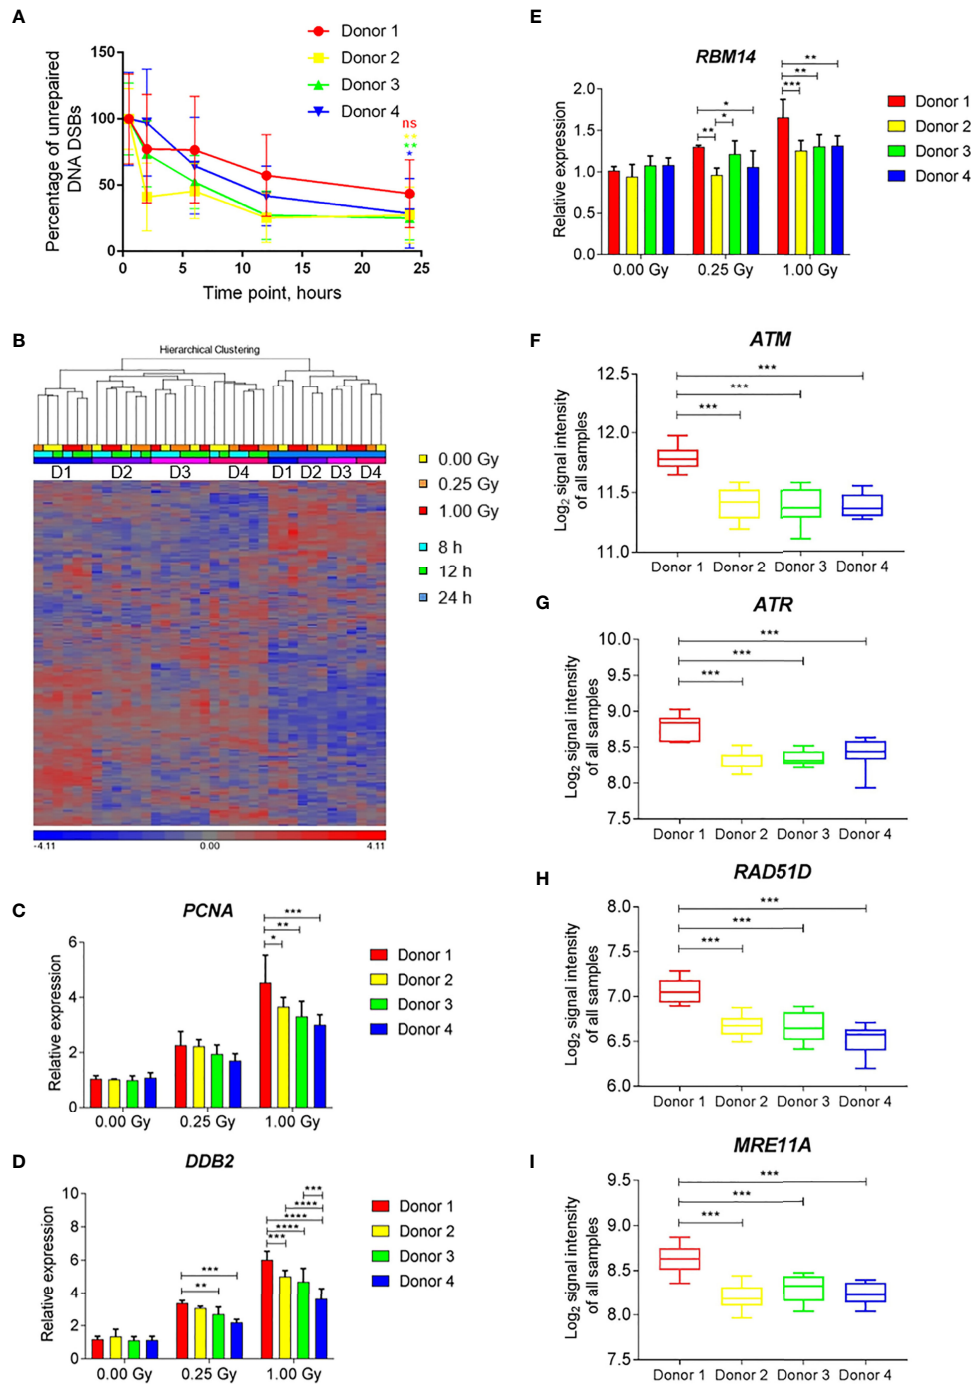 A
Donor 1
Donor 2
Donor 3
Donor 4
Percentage of unrepaired
DNA DSBs
150
100
50
0
ns
**
**
*
0 5 10 15 20 25
Time point, hours
B
Hierarchical Clustering
D1 D2 D3 D4 D1 D2 D3 D4
0.00 Gy
0.25 Gy
1.00 Gy
8 h
12 h
24 h
-4.11 0.00 4.11
C
PCNA
Relative expression
6
4
2
0
***
**
*
0.00 Gy 0.25 Gy 1.00 Gy
Donor 1
Donor 2
Donor 3
Donor 4
D
DDB2
Relative expression
10
8
6
4
2
0
***
**
***
****
****
****
***
0.00 Gy 0.25 Gy 1.00 Gy
Donor 1
Donor 2
Donor 3
Donor 4
E
RBM14
Relative expression
2.0
1.5
1.0
0.5
0.0
*
*
**
**
**
***
0.00 Gy 0.25 Gy 1.00 Gy
Donor 1
Donor 2
Donor 3
Donor 4
F
ATM
Log2 signal intensity
of all samples
12.5
12.0
11.5
11.0
***
***
***
Donor 1 Donor 2 Donor 3 Donor 4
G
ATR
Log2 signal intensity
of all samples
10.0
9.5
9.0
8.5
8.0
7.5
***
***
***
Donor 1 Donor 2 Donor 3 Donor 4
H
RAD51D
Log2 signal intensity
of all samples
8.0
7.5
7.0
6.5
6.0
***
***
***
Donor 1 Donor 2 Donor 3 Donor 4
I
MRE11A
Log2 signal intensity
of all samples
9.5
9.0
8.5
8.0
7.5
***
***
***
Donor 1 Donor 2 Donor 3 Donor 4